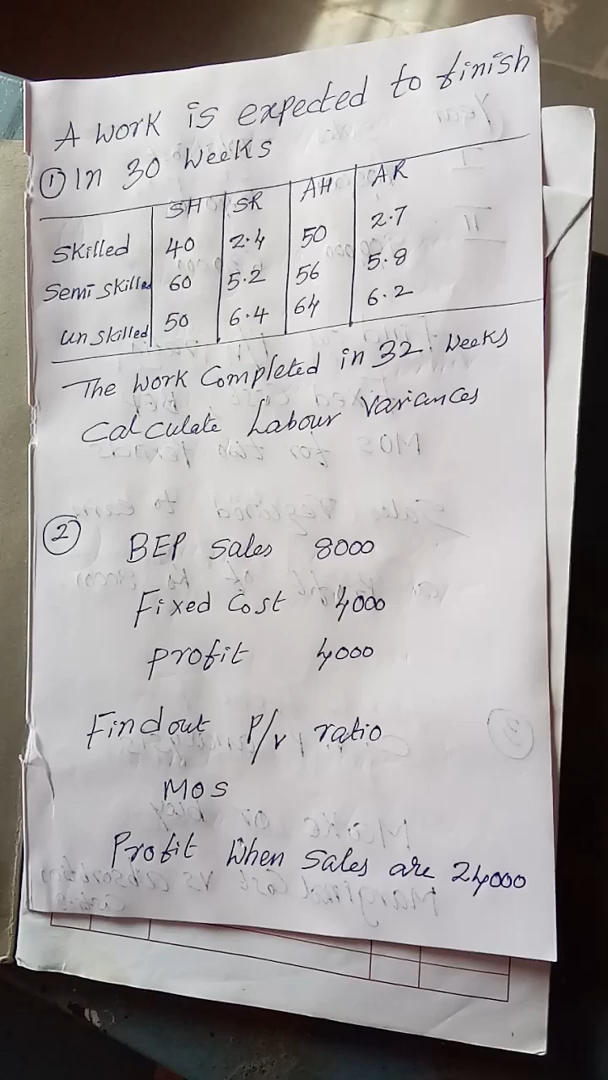 A work is expected to finish
① In 30 Weeks
SH SR AH AR
Skilled 40 2.4 50 2.7
Semi skilled 60 5.2 56 5.8
unskilled 50 6.4 64 6.2
The work Completed in 32 Weeks
Calculate Labour Variances
② BEP Sales 8000
Fixed Cost 4000
profit 4000
Find out P/v ratio
MOS
Profit When Sales are 24000